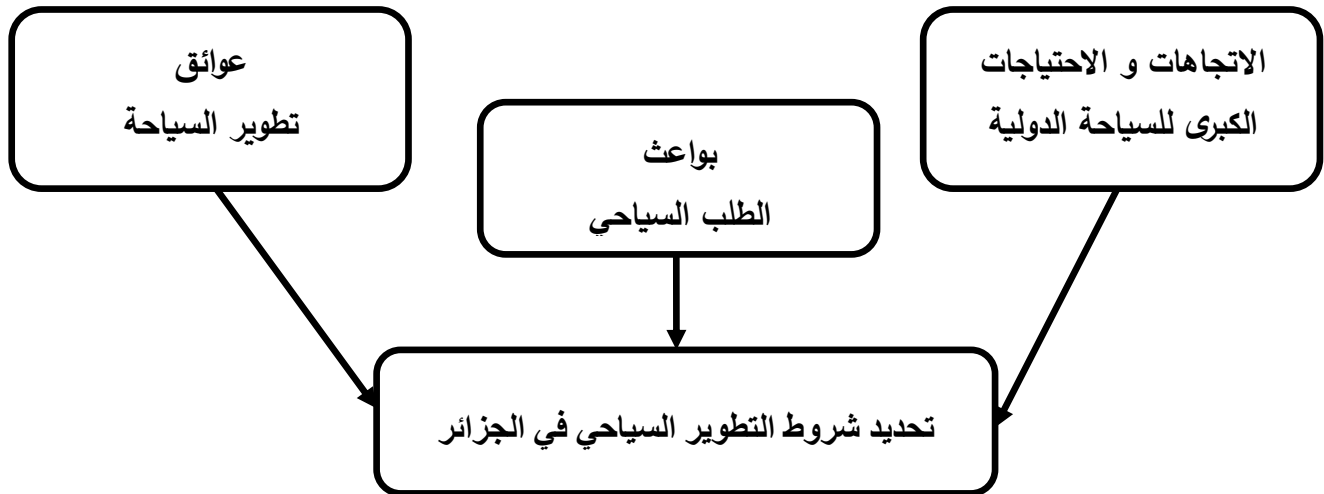 الاتجاهات و الاحتياجات
الكبرى للسياحة الدولية
بواعث
الطلب السياحي
عوائق
تطوير السياحة
تحديد شروط التطوير السياحي في الجزائر